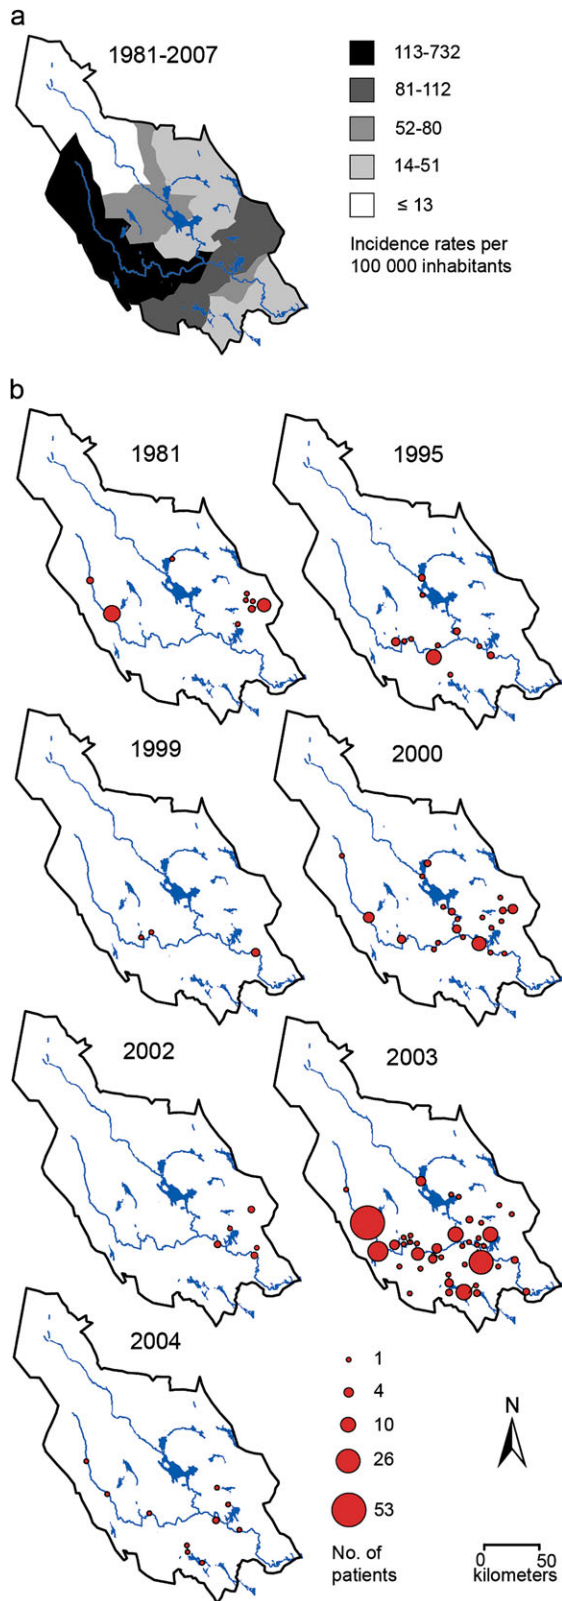 a
1981-2007
113-732
81-112
52-80
14-51
≤ 13
Incidence rates per
100 000 inhabitants
b
1981
1995
1999
2000
2002
2003
2004
1
4
10
26
53
No. of
patients
N
0 50
kilometers